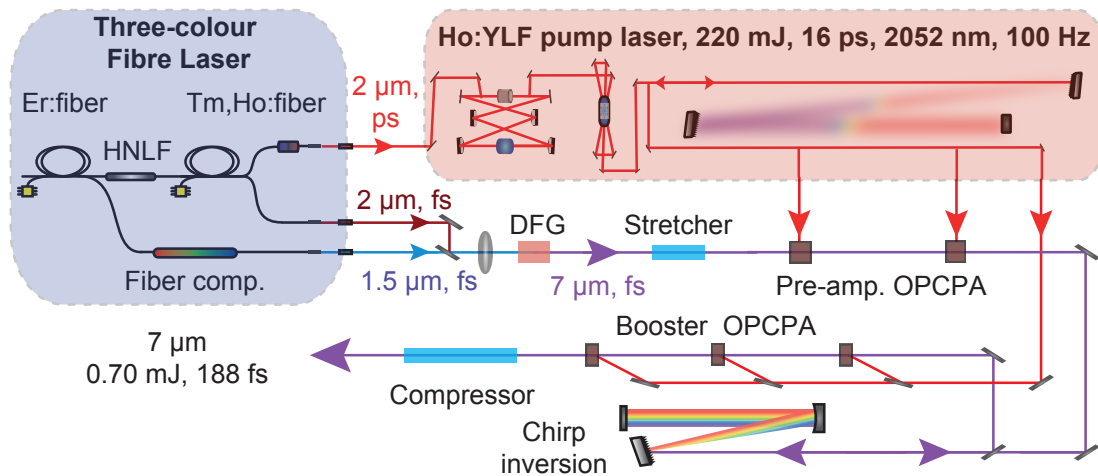 Three-colour
Fibre Laser
Ho:YLF pump laser, 220 mJ, 16 ps, 2052 nm, 100 Hz
Er:fiber
Tm,Ho:fiber
HNLF
2 µm,
ps
2 µm, fs
Fiber comp.
1.5 µm, fs
DFG
Stretcher
7 µm, fs
Pre-amp. OPCPA
Booster OPCPA
7 µm
0.70 mJ, 188 fs
Compressor
Chirp
inversion